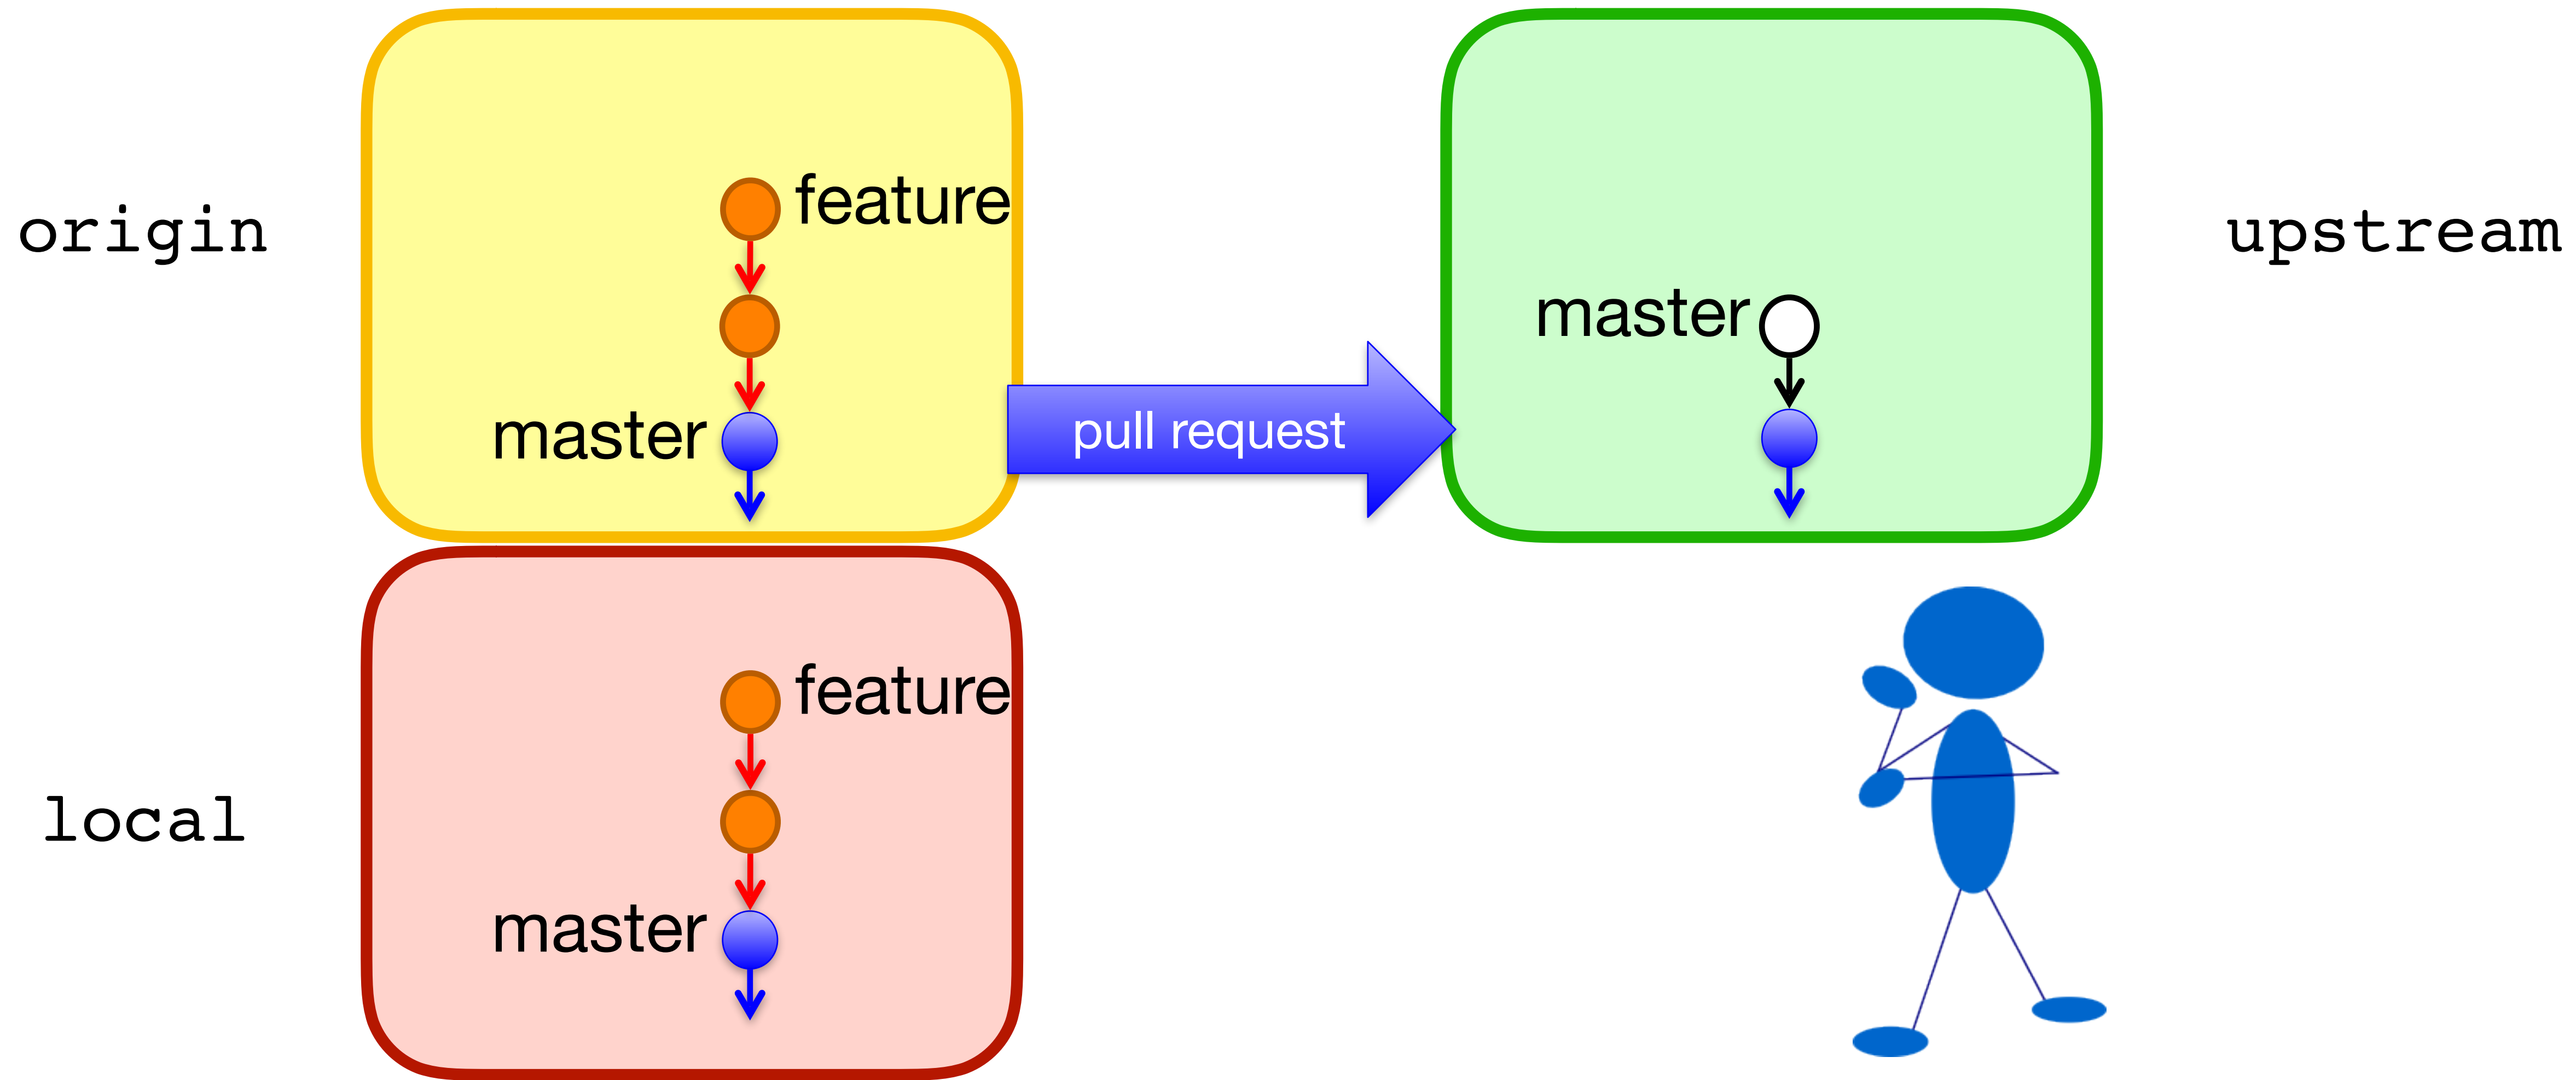 origin
feature
master
pull request
master
upstream
local
feature
master